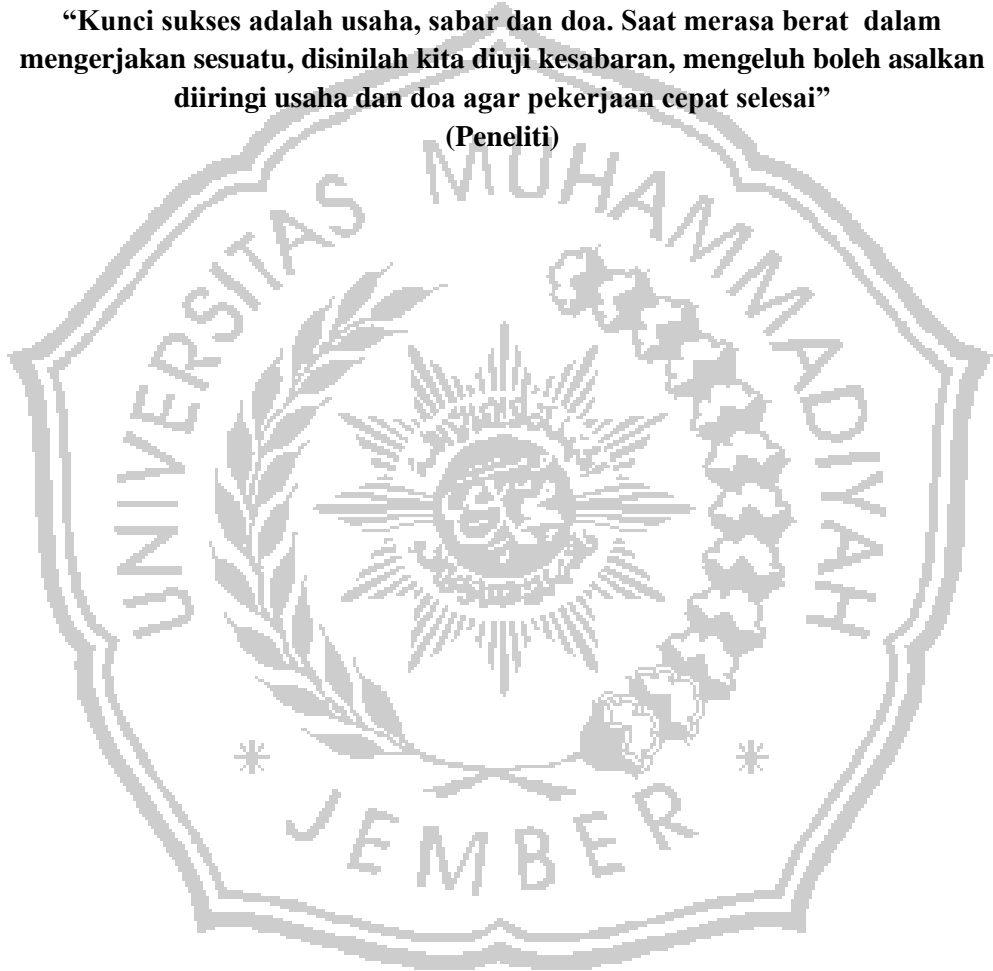 “Kunci sukses adalah usaha, sabar dan doa. Saat merasa berat  dalam
mengerjakan sesuatu, disinilah kita diuji kesabaran, mengeluh boleh asalkan
diiringi usaha dan doa agar pekerjaan cepat selesai”
(Peneliti)
UNIVERSITAS MUHAMMADIYAH
* JEMBER *